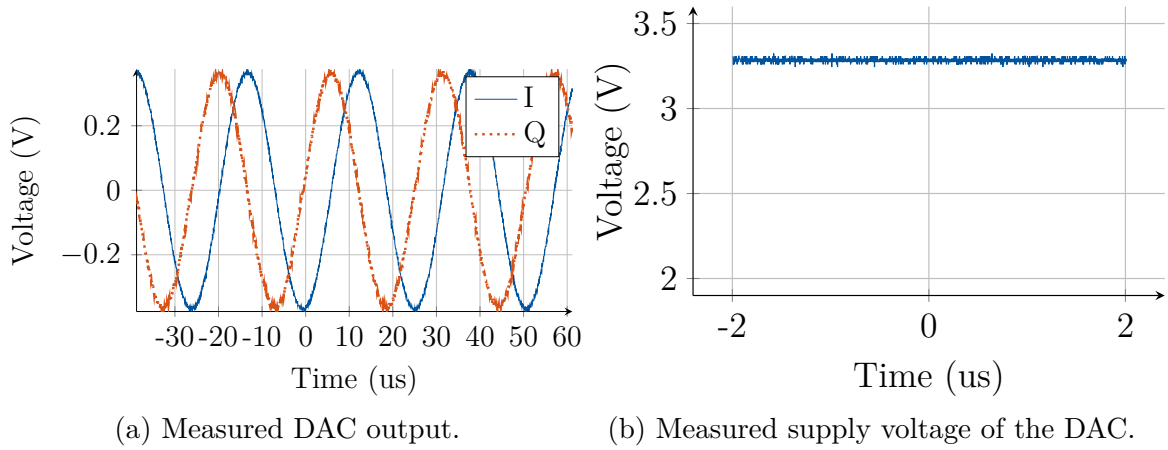 Voltage (V)
0.2
0
−0.2
I
Q
-30 -20 -10 0 10 20 30 40 50 60
Time (us)
(a) Measured DAC output.
Voltage (V)
3.5
3
2.5
2
-2 0 2
Time (us)
(b) Measured supply voltage of the DAC.